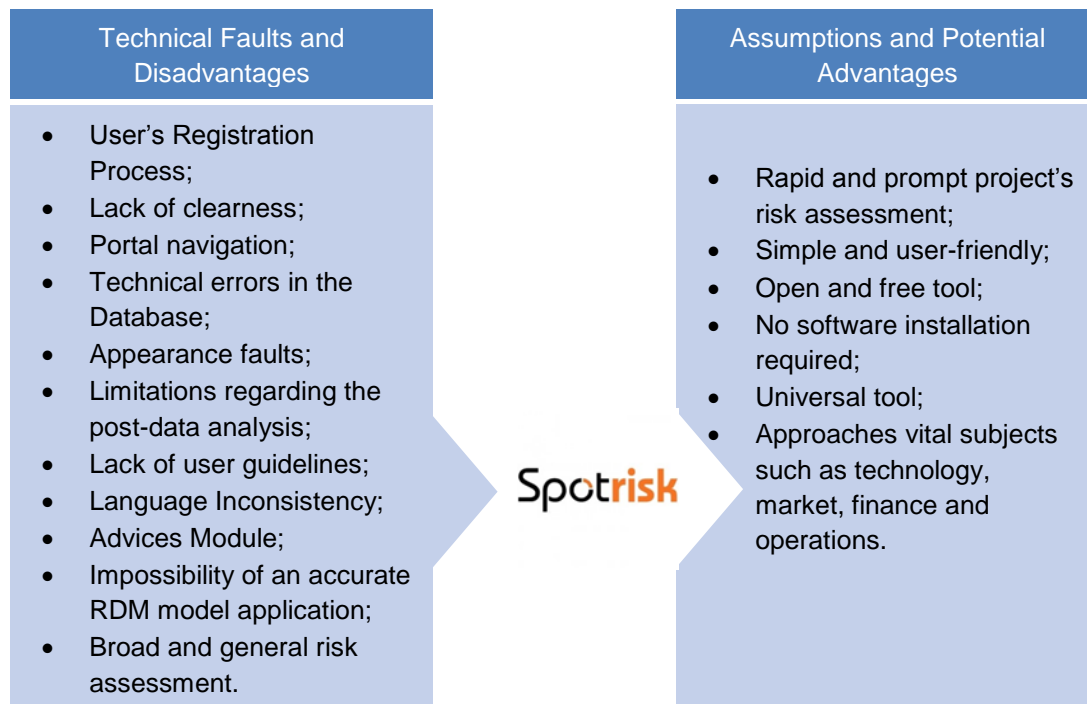 Technical Faults and
Disadvantages
• User's Registration
Process;
• Lack of clearness;
• Portal navigation;
• Technical errors in the
Database;
• Appearance faults;
• Limitations regarding the
post-data analysis;
• Lack of user guidelines;
• Language Inconsistency;
• Advices Module;
• Impossibility of an accurate
RDM model application;
• Broad and general risk
assessment.
Spotrisk
Assumptions and Potential
Advantages
• Rapid and prompt project's
risk assessment;
• Simple and user-friendly;
• Open and free tool;
• No software installation
required;
• Universal tool;
• Approaches vital subjects
such as technology,
market, finance and
operations.